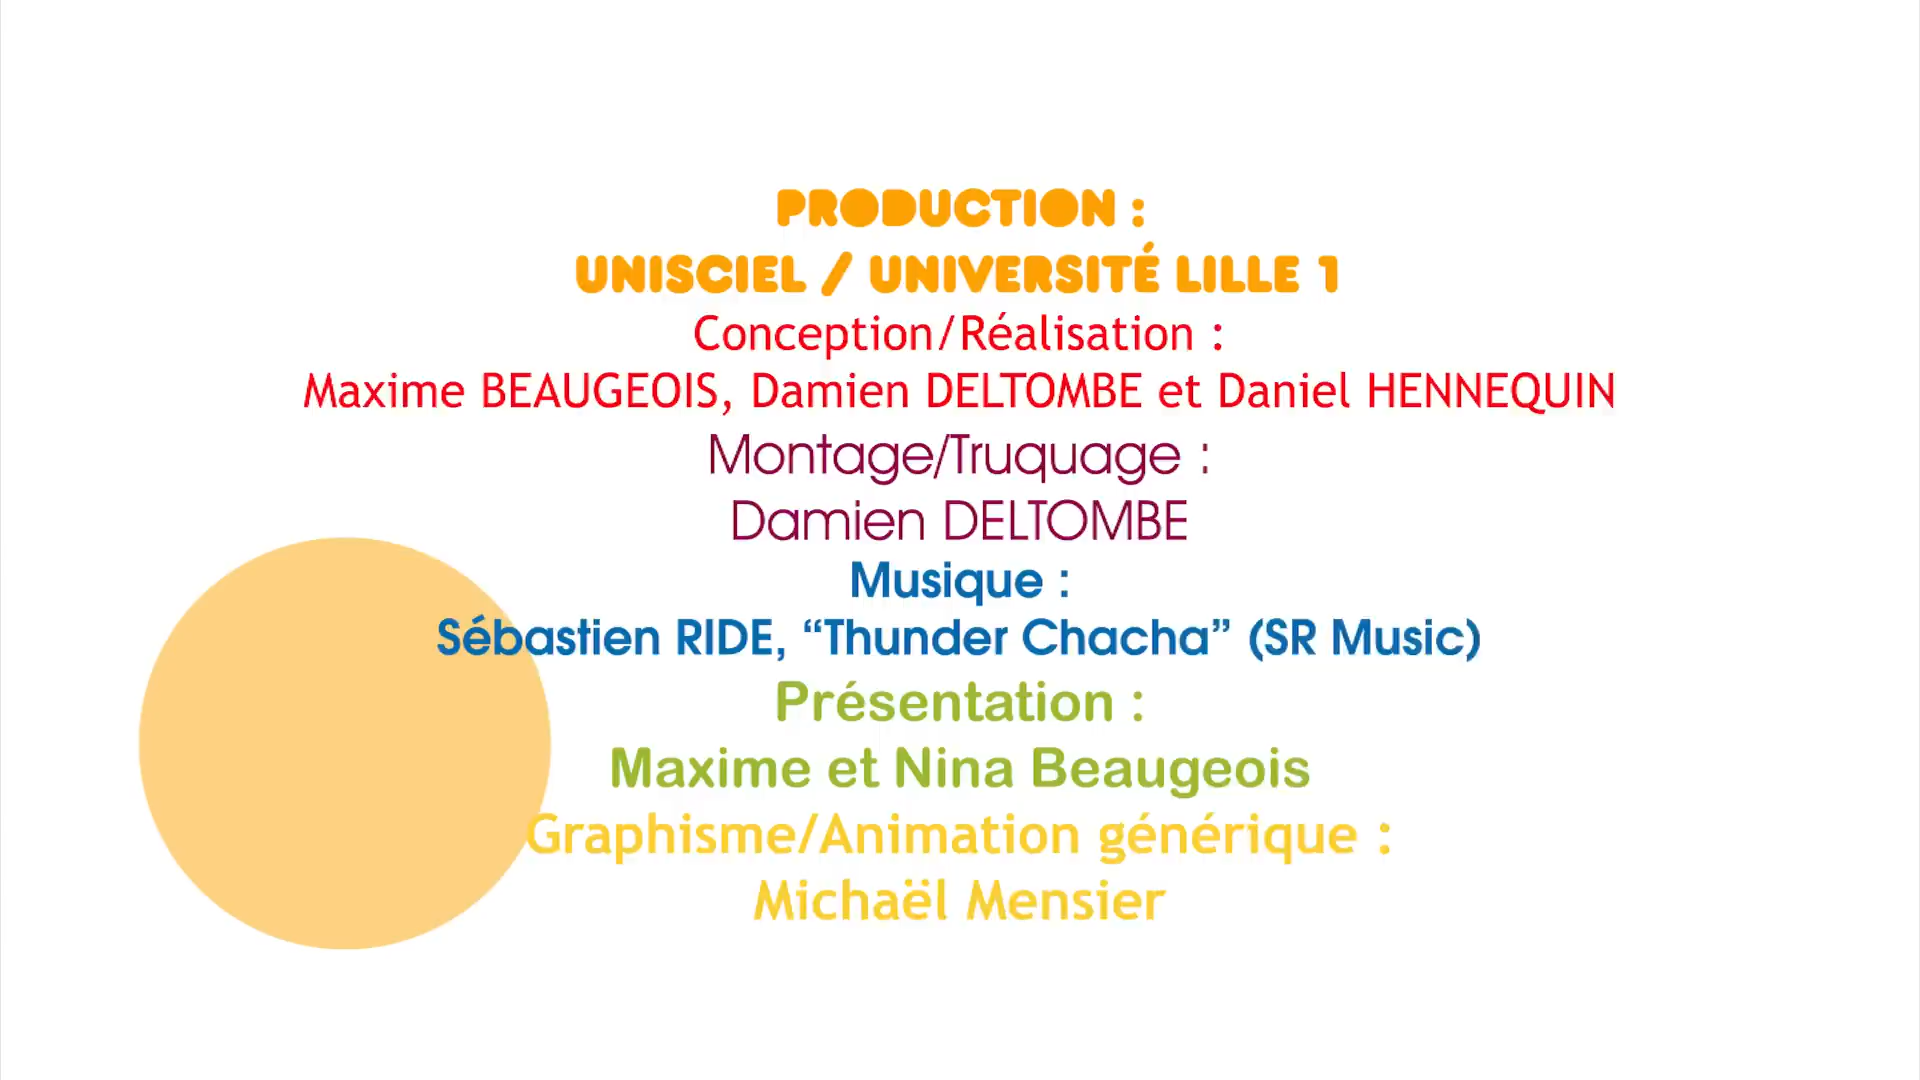 PRODUCTION :
UNISCIEL / UNIVERSITÉ LILLE 1
Conception/Réalisation :
Maxime BEAUGEOIS, Damien DELTOMBE et Daniel HENNEQUIN
Montage/Truquage :
Damien DELTOMBE
Musique :
Sébastien RIDE, “Thunder Chacha” (SR Music)
Présentation :
Maxime et Nina Beaugeois
Graphisme/Animation générique :
Michaël Mensier